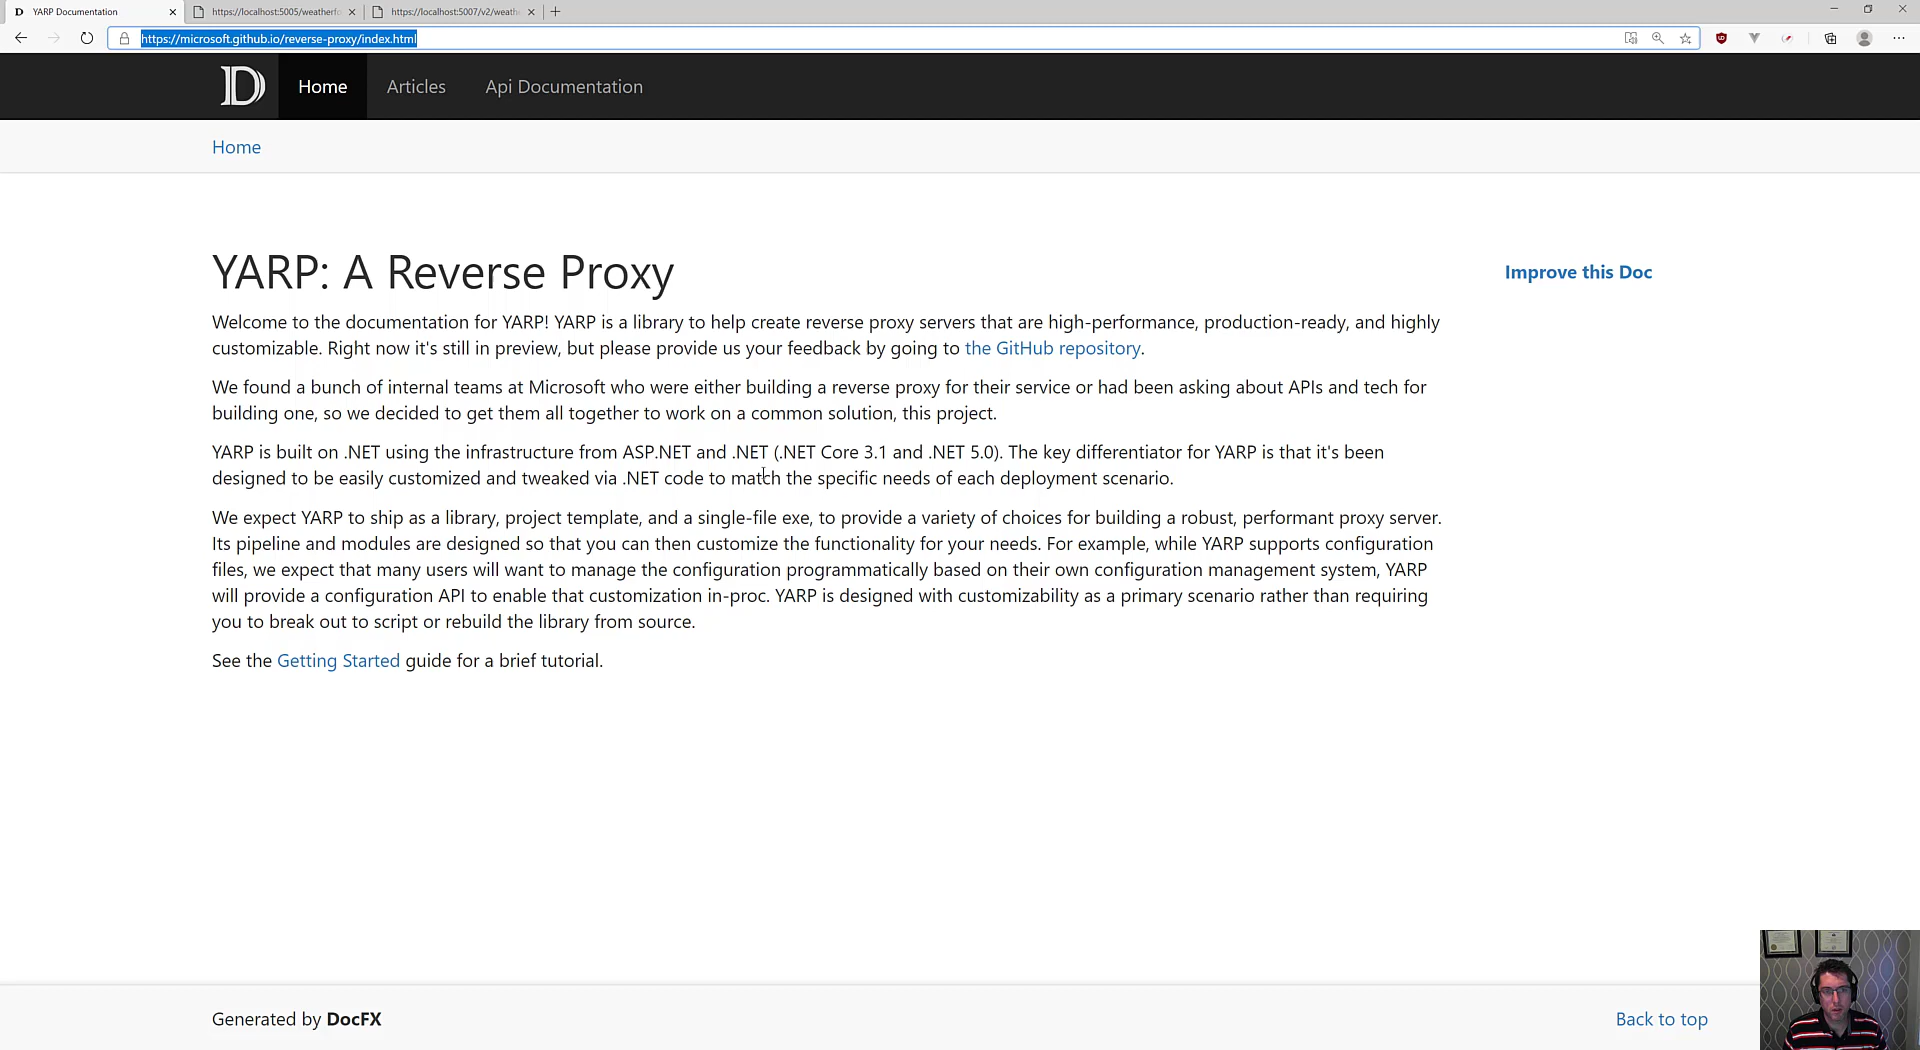 YARP Documentation
https://localhost:5005/weatherfo
https://localhost:5007/v2/weath
https://microsoft.github.io/reverse-proxy/index.html
Home
Articles
Api Documentation
Home
YARP: A Reverse Proxy
Improve this Doc
Welcome to the documentation for YARP! YARP is a library to help create reverse proxy servers that are high-performance, production-ready, and highly
customizable. Right now it's still in preview, but please provide us your feedback by going to the GitHub repository.
We found a bunch of internal teams at Microsoft who were either building a reverse proxy for their service or had been asking about APIs and tech for
building one, so we decided to get them all together to work on a common solution, this project.
YARP is built on .NET using the infrastructure from ASP.NET and .NET (.NET Core 3.1 and .NET 5.0). The key differentiator for YARP is that it's been
designed to be easily customized and tweaked via .NET code to match the specific needs of each deployment scenario.
We expect YARP to ship as a library, project template, and a single-file exe, to provide a variety of choices for building a robust, performant proxy server.
Its pipeline and modules are designed so that you can then customize the functionality for your needs. For example, while YARP supports configuration
files, we expect that many users will want to manage the configuration programmatically based on their own configuration management system, YARP
will provide a configuration API to enable that customization in-proc. YARP is designed with customizability as a primary scenario rather than requiring
you to break out to script or rebuild the library from source.
See the Getting Started guide for a brief tutorial.
Generated by DocFX
Back to top